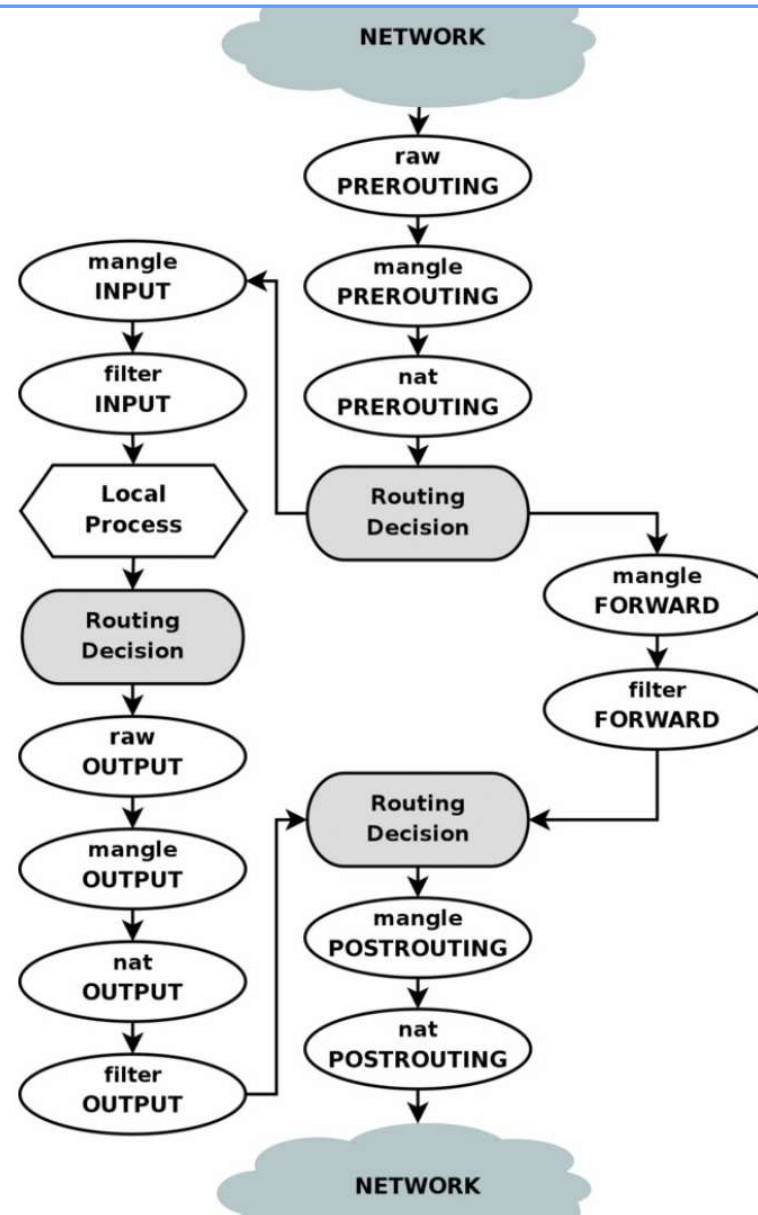 NETWORK
raw
PREROUTING
mangle
PREROUTING
nat
PREROUTING
Routing
Decision
mangle
INPUT
filter
INPUT
Local
Process
Routing
Decision
raw
OUTPUT
mangle
OUTPUT
nat
OUTPUT
filter
OUTPUT
mangle
FORWARD
filter
FORWARD
Routing
Decision
mangle
POSTROUTING
nat
POSTROUTING
NETWORK